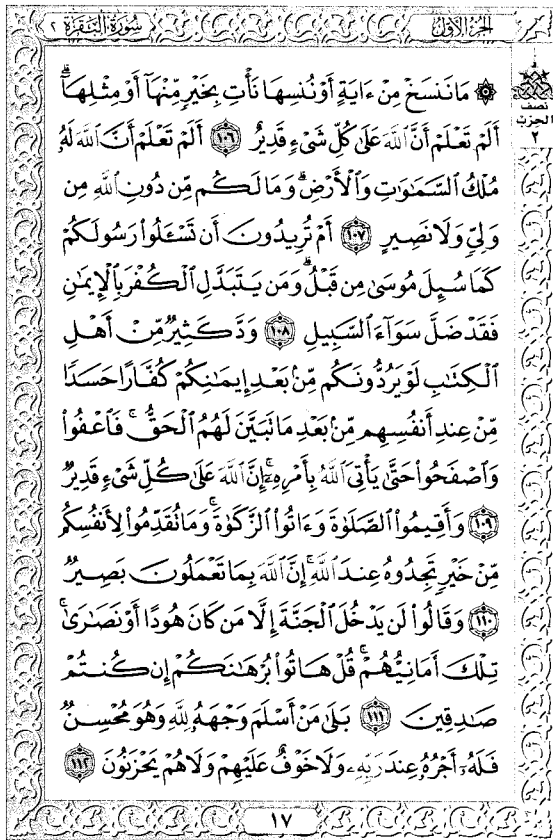 الجزء الأول
سورة البقرة ٢
نصف
الحزب
٢
۞ مَا نَنسَخْ مِنْ ءَايَةٍ أَوْ نُنسِهَا نَأْتِ بِخَيْرٍ مِّنْهَآ أَوْ مِثْلِهَآۗ
أَلَمْ تَعْلَمْ أَنَّ ٱللَّهَ عَلَىٰ كُلِّ شَىْءٍ قَدِيرٌ ١٠٦ أَلَمْ تَعْلَمْ أَنَّ ٱللَّهَ لَهُۥ
مُلْكُ ٱلسَّمَٰوَٰتِ وَٱلْأَرْضِۗ وَمَا لَكُم مِّن دُونِ ٱللَّهِ مِن
وَلِىٍّ وَلَا نَصِيرٍ ١٠٧ أَمْ تُرِيدُونَ أَن تَسْـَٔلُوا۟ رَسُولَكُمْ
كَمَا سُئِلَ مُوسَىٰ مِن قَبْلُۗ وَمَن يَتَبَدَّلِ ٱلْكُفْرَ بِٱلْإِيمَٰنِ
فَقَدْ ضَلَّ سَوَآءَ ٱلسَّبِيلِ ١٠٨ وَدَّ كَثِيرٌ مِّنْ أَهْلِ
ٱلْكِتَٰبِ لَوْ يَرُدُّونَكُم مِّنۢ بَعْدِ إِيمَٰنِكُمْ كُفَّارًا حَسَدًا
مِّنْ عِندِ أَنفُسِهِم مِّنۢ بَعْدِ مَا تَبَيَّنَ لَهُمُ ٱلْحَقُّۖ فَٱعْفُوا۟
وَٱصْفَحُوا۟ حَتَّىٰ يَأْتِىَ ٱللَّهُ بِأَمْرِهِۦٓۗ إِنَّ ٱللَّهَ عَلَىٰ كُلِّ شَىْءٍ قَدِيرٌ
١٠٩ وَأَقِيمُوا۟ ٱلصَّلَوٰةَ وَءَاتُوا۟ ٱلزَّكَوٰةَۚ وَمَا تُقَدِّمُوا۟ لِأَنفُسِكُم
مِّنْ خَيْرٍ تَجِدُوهُ عِندَ ٱللَّهِۗ إِنَّ ٱللَّهَ بِمَا تَعْمَلُونَ بَصِيرٌ
١١٠ وَقَالُوا۟ لَن يَدْخُلَ ٱلْجَنَّةَ إِلَّا مَن كَانَ هُودًا أَوْ نَصَٰرَىٰۗ
تِلْكَ أَمَانِيُّهُمْۗ قُلْ هَاتُوا۟ بُرْهَٰنَكُمْ إِن كُنتُمْ
صَٰدِقِينَ ١١١ بَلَىٰ مَنْ أَسْلَمَ وَجْهَهُۥ لِلَّهِ وَهُوَ مُحْسِنٌ
فَلَهُۥٓ أَجْرُهُۥ عِندَ رَبِّهِۦ وَلَا خَوْفٌ عَلَيْهِمْ وَلَا هُمْ يَحْزَنُونَ ١١٢
١٧